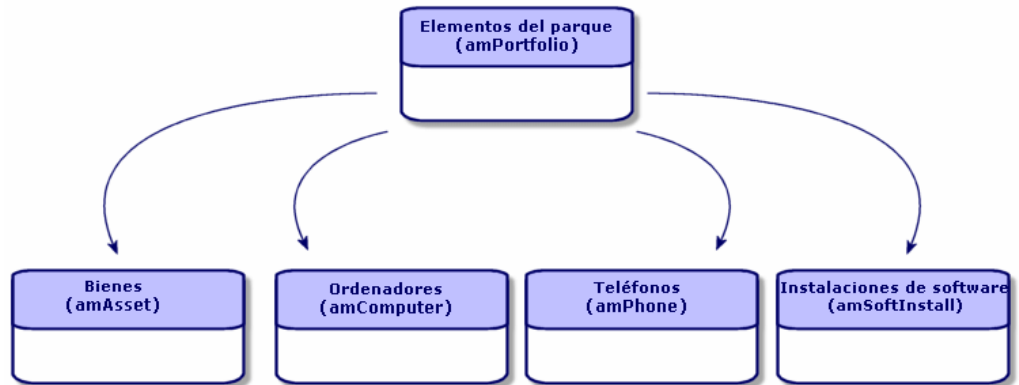 Elementos del parque
(amPortfolio)
Bienes
(amAsset)
Ordenadores
(amComputer)
Teléfonos
(amPhone)
Instalaciones de software
(amSoftInstall)